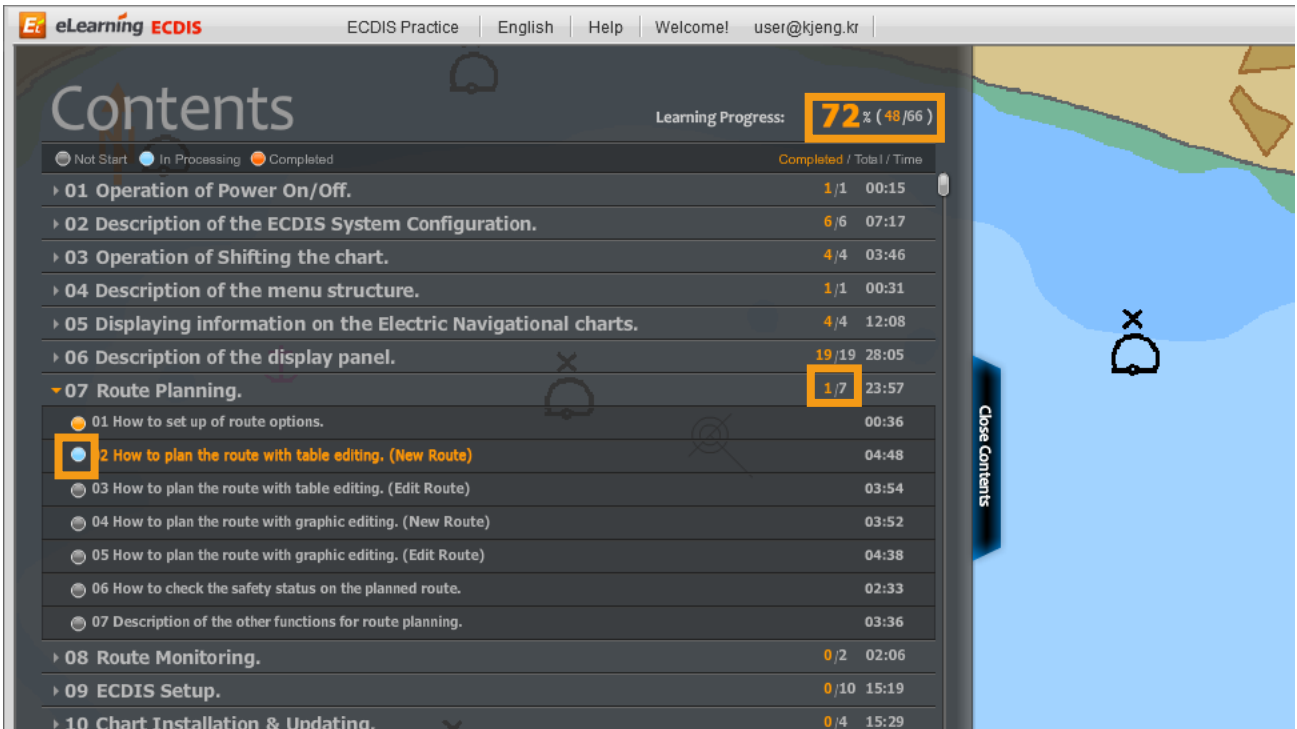 eLearning ECDIS ECDIS Practice English Help Welcome! user@kjeng.kr
Contents
Learning Progress: 72 % ( 48 /66 )
Not Start In Processing Completed Completed / Total / Time
01 Operation of Power On/Off. 1 /1 00:15
02 Description of the ECDIS System Configuration. 6 /6 07:17
03 Operation of Shifting the chart. 4 /4 03:46
04 Description of the menu structure. 1 /1 00:31
05 Displaying information on the Electric Navigational charts. 4 /4 12:08
06 Description of the display panel. 19 /19 28:05
07 Route Planning. 1 /7 23:57
01 How to set up of route options. 00:36
02 How to plan the route with table editing. (New Route) 04:48
03 How to plan the route with table editing. (Edit Route) 03:54
04 How to plan the route with graphic editing. (New Route) 03:52
05 How to plan the route with graphic editing. (Edit Route) 04:38
06 How to check the safety status on the planned route. 02:33
07 Description of the other functions for route planning. 03:36
08 Route Monitoring. 0 /2 02:06
09 ECDIS Setup. 0 /10 15:19
10 Chart Installation & Updating. 0 /4 15:29
Close Contents